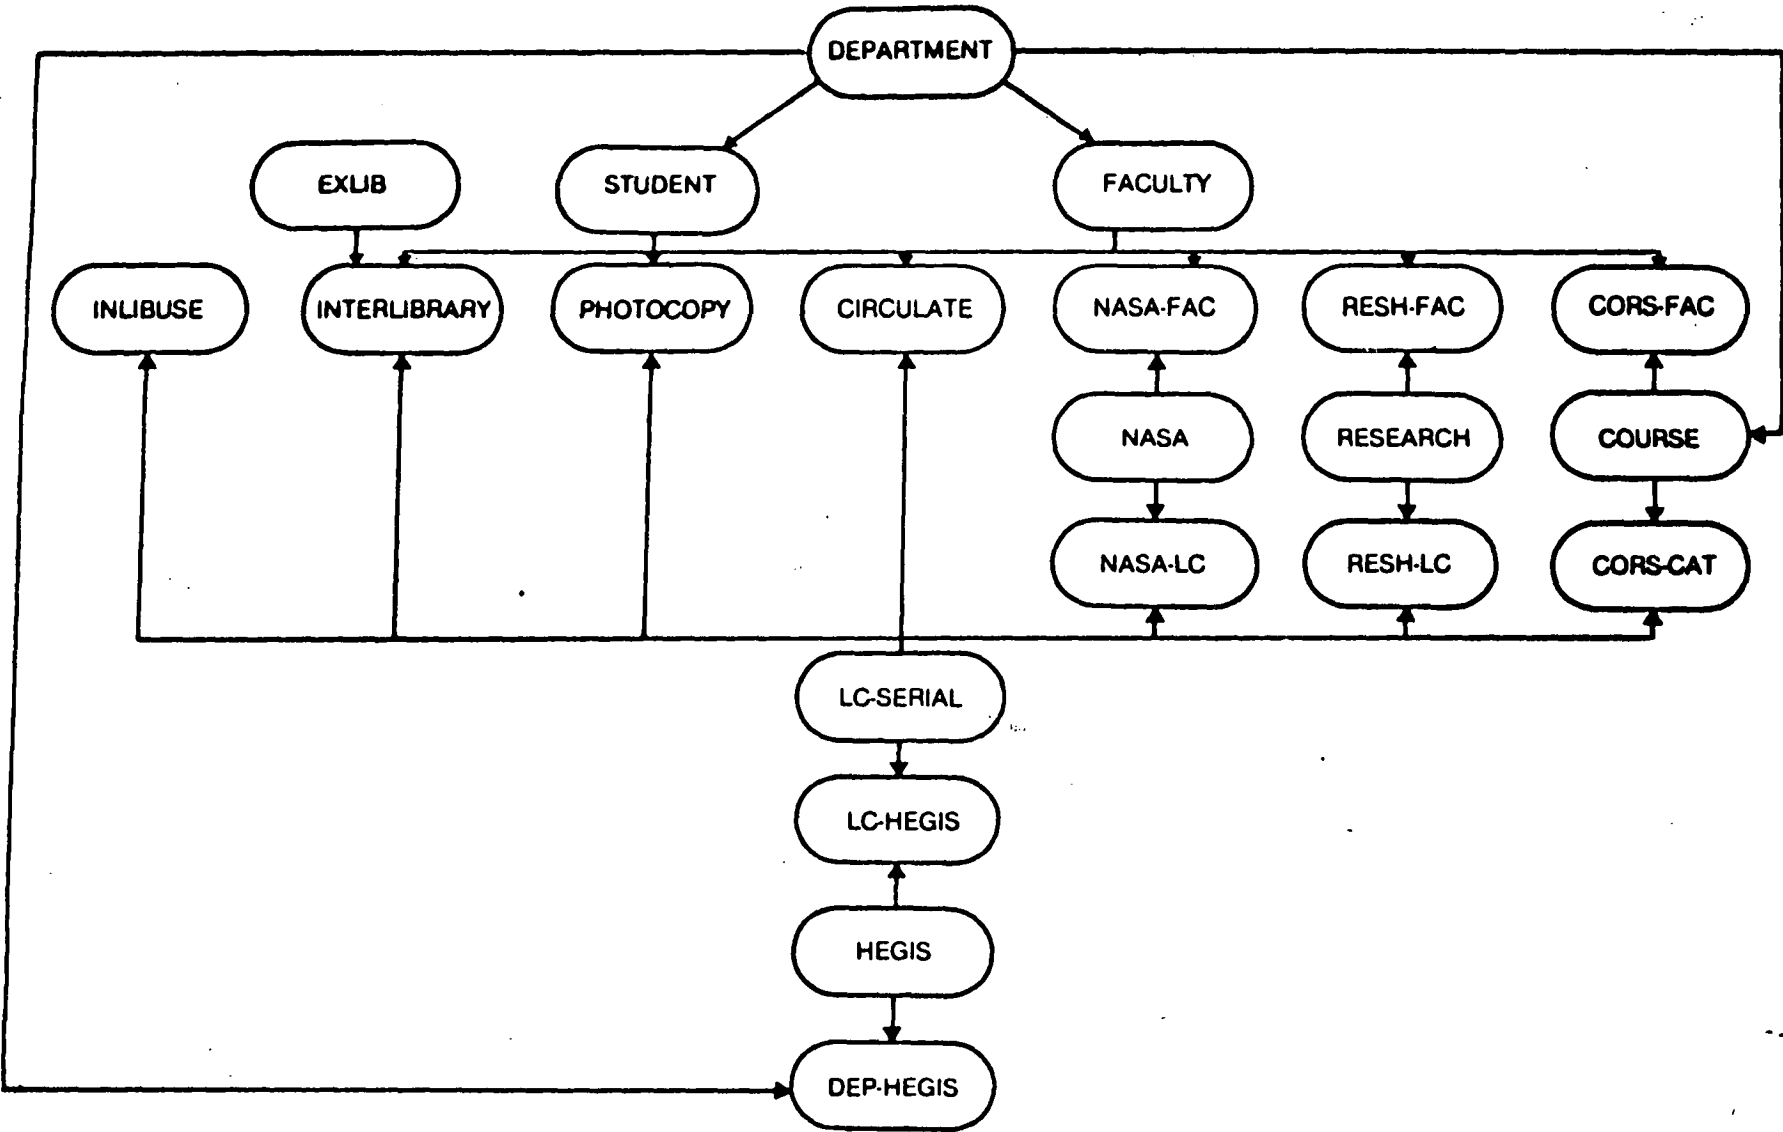 DEPARTMENT
EXLIB
STUDENT
FACULTY
INLIBUSE
INTERLIBRARY
PHOTOCOPY
CIRCULATE
NASA-FAC
RESH-FAC
CORS-FAC
NASA
RESEARCH
COURSE
NASA-LC
RESH-LC
CORS-CAT
LC-SERIAL
LC-HEGIS
HEGIS
DEP-HEGIS